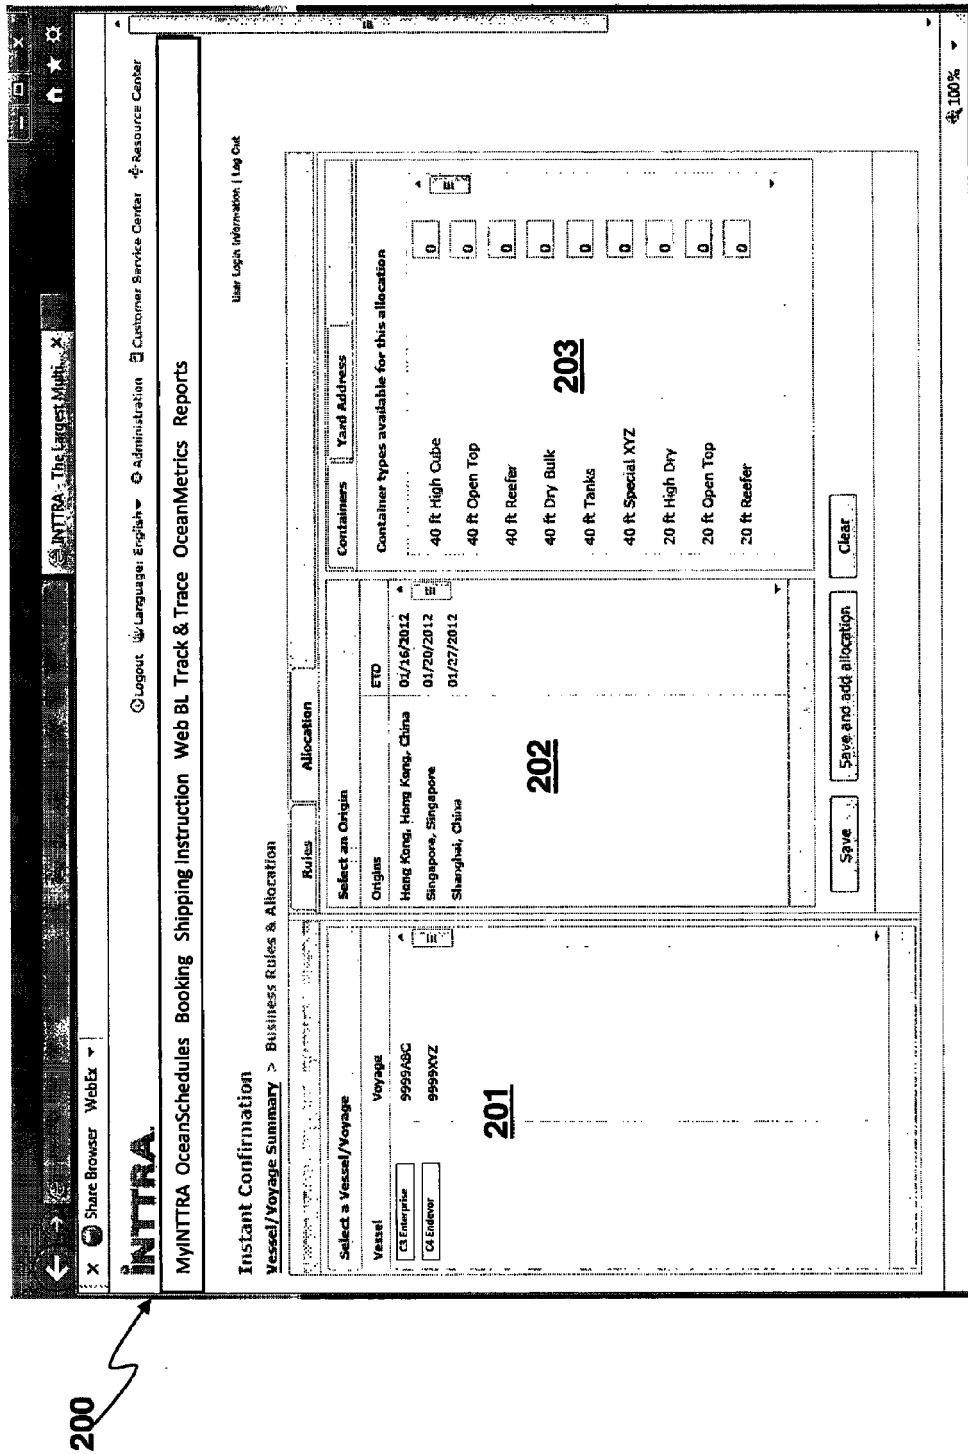 200
INTTRA - The Largest Multi... X
X Share Browser WebEx
Logout Language: English Administration Customer Service Center Resource Center
INTTRA
MyINTTRA OceanSchedules Booking Shipping Instruction Web BL Track & Trace OceanMetrics Reports
User Login Information | Log Out
Instant Confirmation
Vessel/Voyage Summary > Business Rules & Allocation
Rules Allocation
Select a Vessel/Voyage
Vessel Voyage
C3 Enterprise 9999ABC
C4 Endevor 9999XYZ
201
Select an Origin
Origins ETD
Hong Kong, Hong Kong, China 01/16/2012
Singapore, Singapore 01/20/2012
Shanghai, China 01/27/2012
202
Containers Yard Address
Container types available for this allocation
40 ft High Cube 0
40 ft Open Top 0
40 ft Reefer 0
40 ft Dry Bulk 0
40 ft Tanks 0
40 ft Special XYZ 0
20 ft High Dry 0
20 ft Open Top 0
20 ft Reefer 0
203
Save Save and add allocation Clear
100%